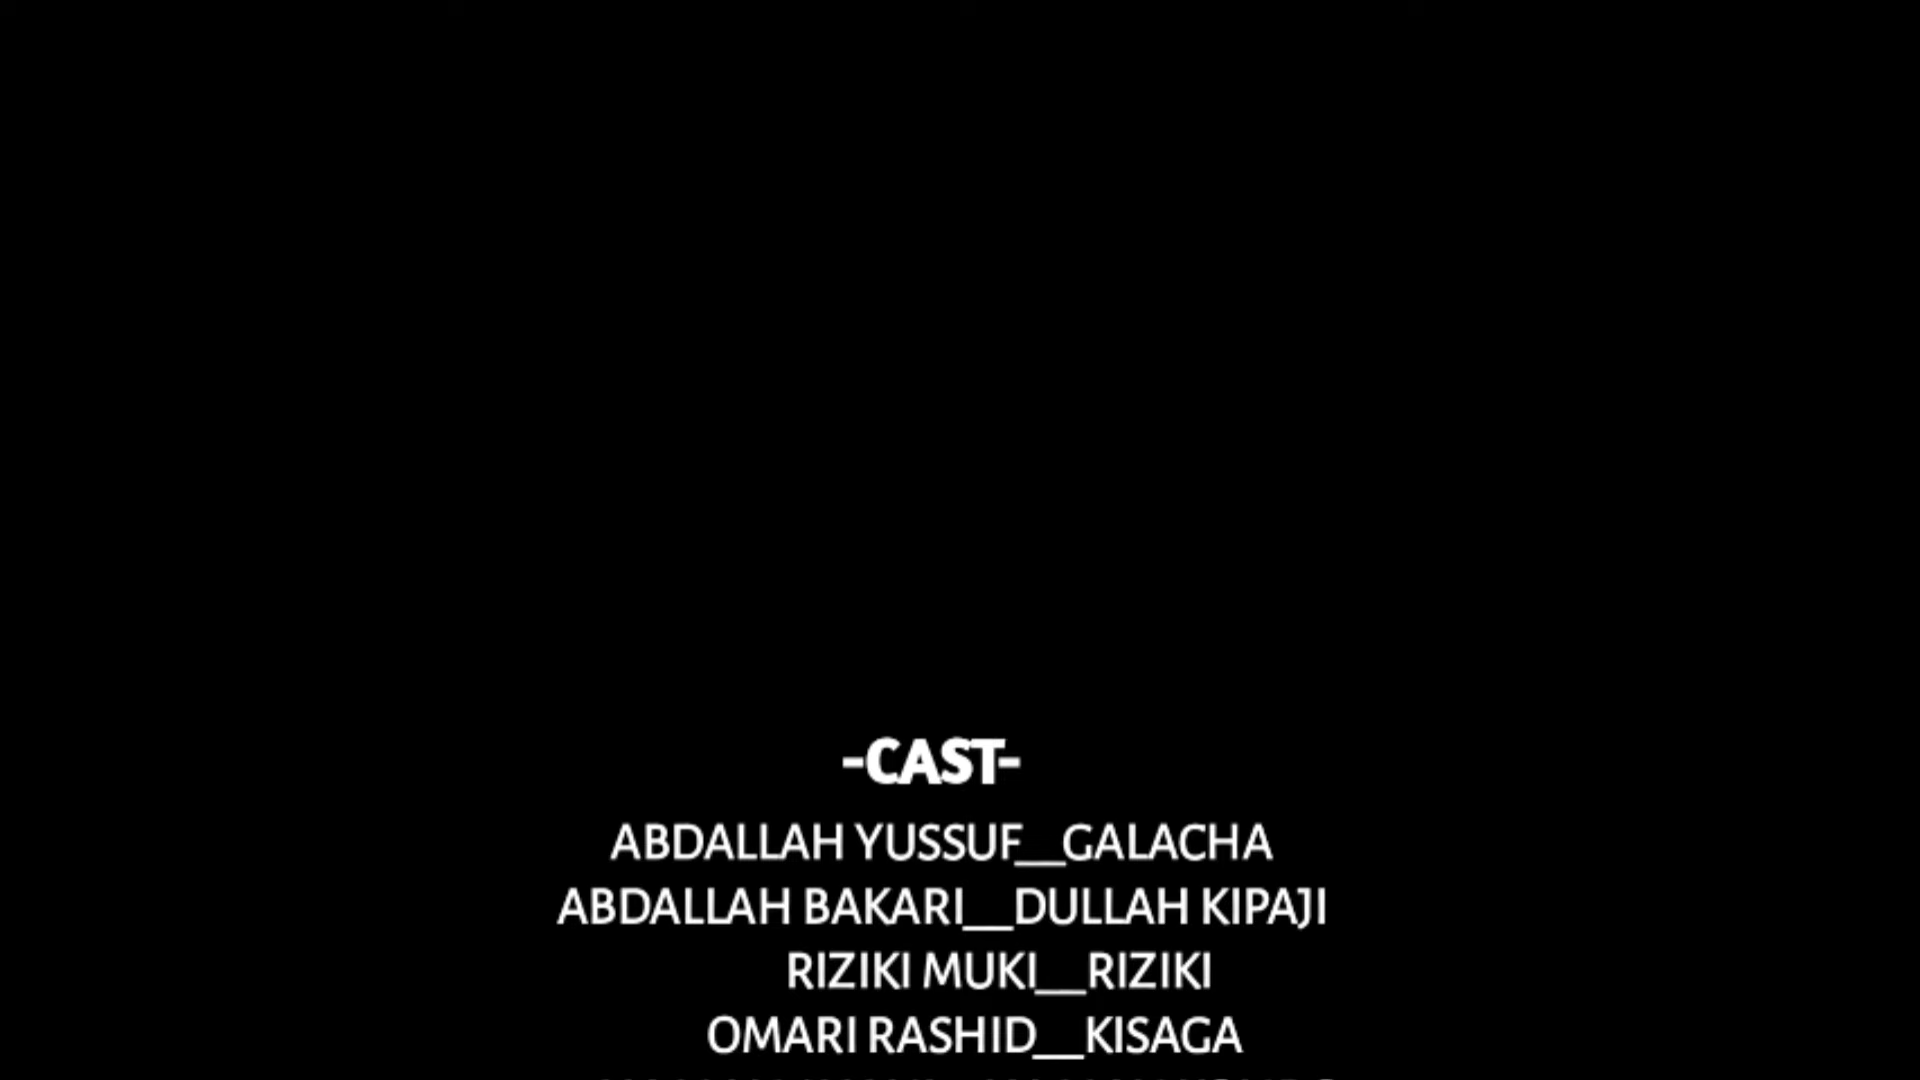 -CAST-
ABDALLAH YUSSUF__GALACHA
ABDALLAH BAKARI__DULLAH KIPAJI
RIZIKI MUKI__RIZIKI
OMARI RASHID__KISAGA